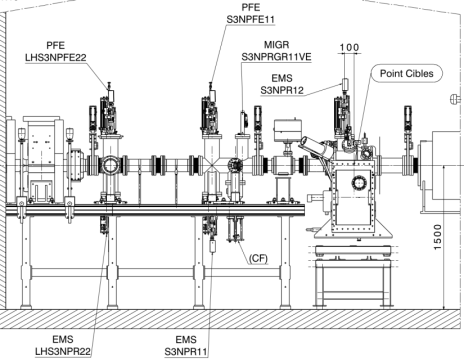 PFE
S3NPFE11
PFE
LHS3NPFE22
MIGR
S3NPRGR11VE
EMS
S3NPR12
100
Point Cibles
1500
(CF)
EMS
LHS3NPR22
EMS
S3NPR11